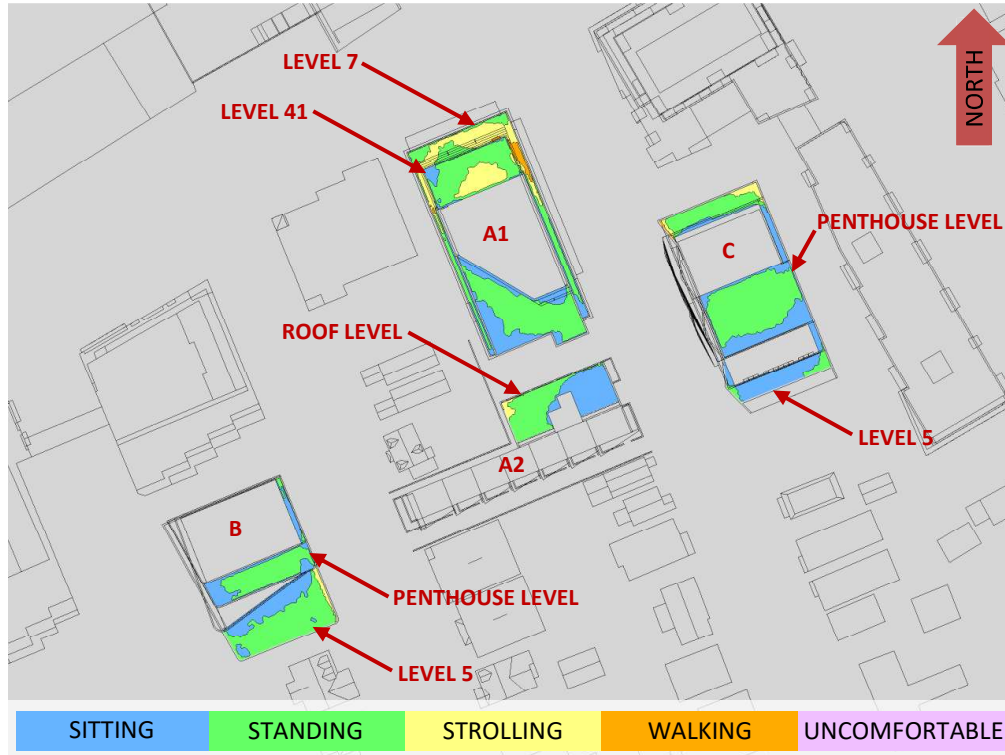 LEVEL 7
NORTH
LEVEL 41
A1
PENTHOUSE LEVEL
C
ROOF LEVEL
LEVEL 5
A2
B
PENTHOUSE LEVEL
LEVEL 5
SITTING STANDING STROLLING WALKING UNCOMFORTABLE